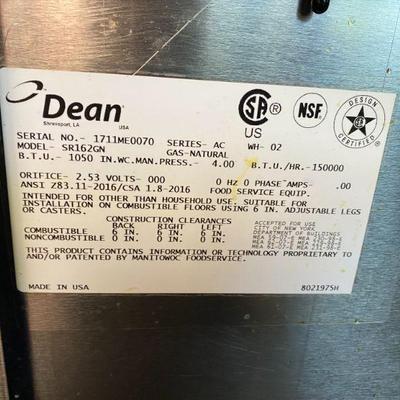 Dean
Shreveport, LA USA
SERIAL NO.- 1711ME0070 SERIES- AC WH- 02
MODEL- SR162GN GAS-NATURAL
B.T.U.- 1050 IN.WC.MAN.PRESS.- 4.00 B.T.U./HR.-150000
ORIFICE- 2.53 VOLTS- 000 0 HZ 0 PHASE AMPS- .00
ANSI Z83.11-2016/CSA 1.8-2016 FOOD SERVICE EQUIP.
INTENDED FOR OTHER THAN HOUSEHOLD USE. SUITABLE FOR
INSTALLATION ON COMBUSTIBLE FLOORS USING 6 IN. ADJUSTABLE LEGS
OR CASTERS.
CONSTRUCTION CLEARANCES
BACK RIGHT LEFT
COMBUSTIBLE 6 IN. 6 IN. 6 IN.
NONCOMBUSTIBLE 0 IN. 0 IN. 0 IN.
ACCEPTED FOR USE
CITY OF NEW YORK
DEPARTMENT OF BUILDINGS
THIS PRODUCT CONTAINS INFORMATION OR TECHNOLOGY PROPRIETARY TO
AND/OR PATENTED BY MANITOWOC FOODSERVICE.
MADE IN USA 8021975H
US
NSF
DESIGN
CERTIFIED